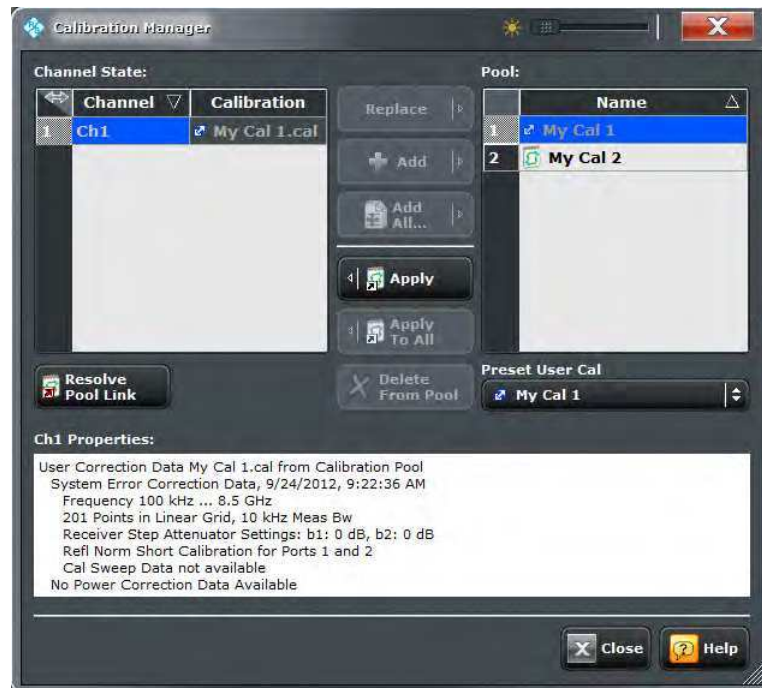 Calibration Manager
Channel State:
Pool:
Channel Calibration
1 Ch1 My Cal 1.cal
Replace
Add
Add
All...
Apply
Apply
To All
Delete
From Pool
Name
1 My Cal 1
2 My Cal 2
Resolve
Pool Link
Preset User Cal
My Cal 1
Ch1 Properties:
User Correction Data My Cal 1.cal from Calibration Pool
System Error Correction Data, 9/24/2012, 9:22:36 AM
Frequency 100 kHz ... 8.5 GHz
201 Points in Linear Grid, 10 kHz Meas Bw
Receiver Step Attenuator Settings: b1: 0 dB, b2: 0 dB
Refl Norm Short Calibration for Ports 1 and 2
Cal Sweep Data not available
No Power Correction Data Available
X Close
? Help